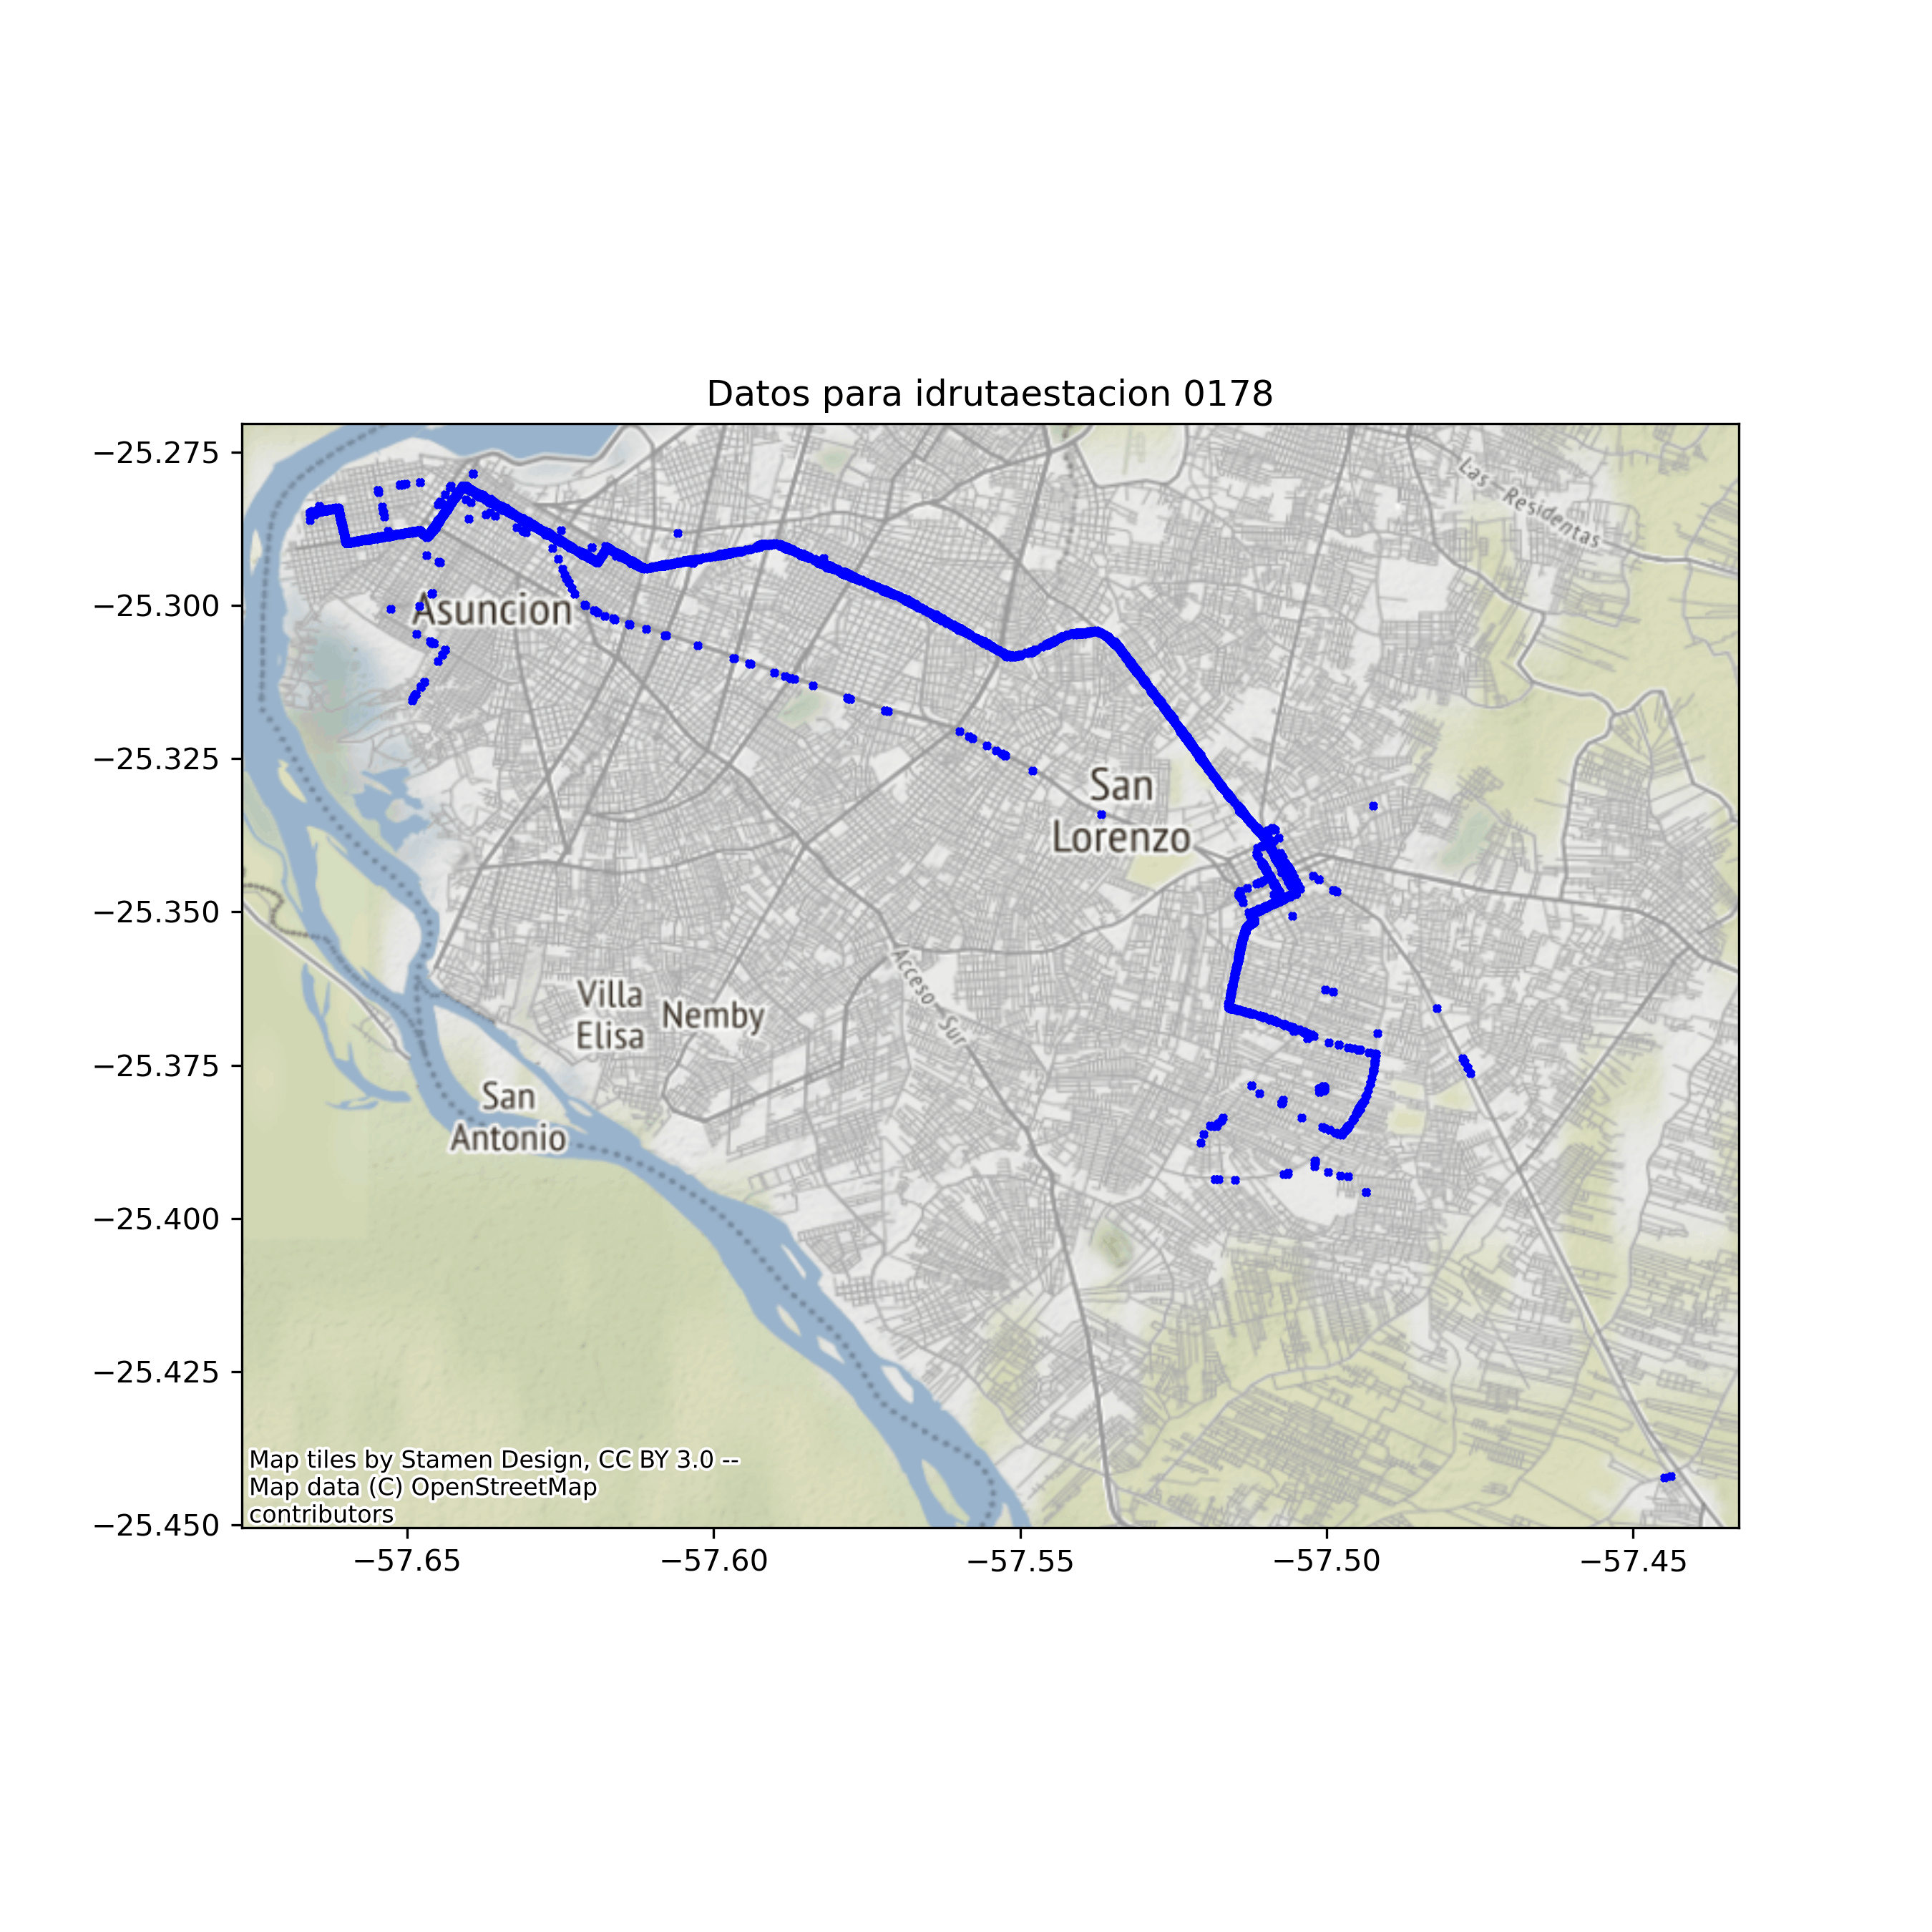 Datos para idrutaestacion 0178
−25.275
−25.300
−25.325
−25.350
−25.375
−25.400
−25.425
−25.450
Las Residentas
Asuncion
San
Lorenzo
Acceso Sur
Villa
Elisa
Nemby
San
Antonio
Map tiles by Stamen Design, CC BY 3.0 --
Map data (C) OpenStreetMap
contributors
−57.65
−57.60
−57.55
−57.50
−57.45